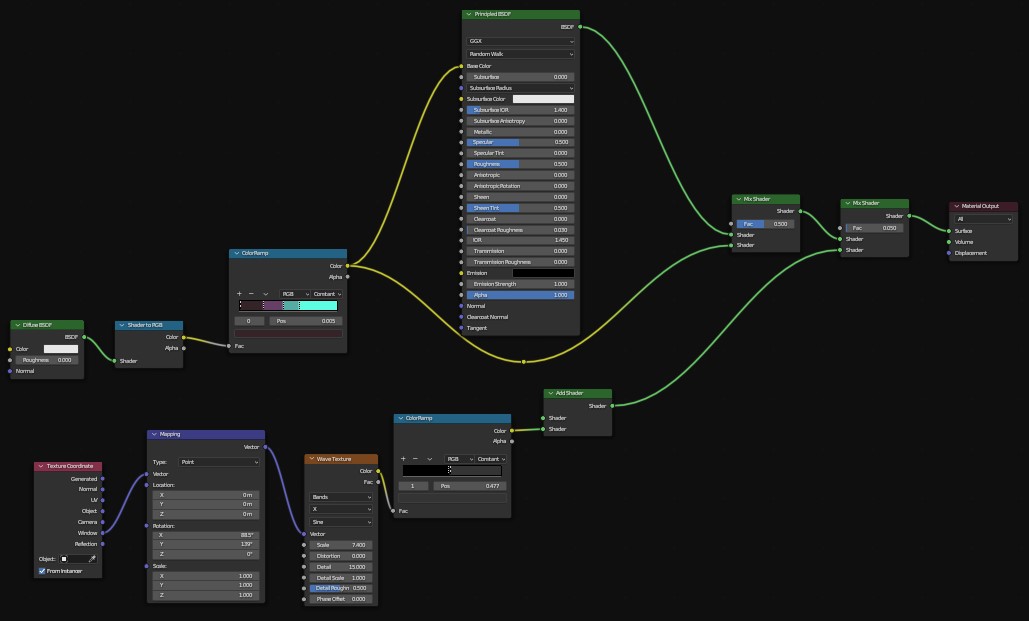 Principled BSDF
BSDF
GGX
Random Walk
Base Color
Subsurface 0.000
Subsurface Radius
Subsurface Color
Subsurface IOR 1.400
Subsurface Anisotropy 0.000
Metallic 0.000
Specular 0.500
Specular Tint 0.000
Roughness 0.500
Anisotropic 0.000
Anisotropic Rotation 0.000
Sheen 0.000
Sheen Tint 0.500
Clearcoat 0.000
Clearcoat Roughness 0.030
IOR 1.450
Transmission 0.000
Transmission Roughness 0.000
Emission
Emission Strength 1.000
Alpha 1.000
Normal
Clearcoat Normal
Tangent
Mix Shader
Shader
Fac 0.500
Shader
Shader
Mix Shader
Shader
Fac 0.050
Shader
Shader
Material Output
All
Surface
Volume
Displacement
ColorRamp
Color
Alpha
RGB Constant
0 Pos 0.005
Fac
Diffuse BSDF
BSDF
Color
Roughness 0.000
Normal
Shader to RGB
Color
Alpha
Shader
Add Shader
Shader
Shader
Shader
ColorRamp
Color
Alpha
RGB Constant
1 Pos 0.477
Fac
Mapping
Vector
Type: Point
Vector
Location:
X 0 m
Y 0 m
Z 0 m
Rotation:
X 88.5°
Y 139°
Z 0°
Scale:
X 1.000
Y 1.000
Z 1.000
Wave Texture
Color
Fac
Bands
X
Sine
Vector
Scale 7.400
Distortion 0.000
Detail 15.000
Detail Scale 1.000
Detail Roughn 0.500
Phase Offset 0.000
Texture Coordinate
Generated
Normal
UV
Object
Camera
Window
Reflection
Object:
From Instancer